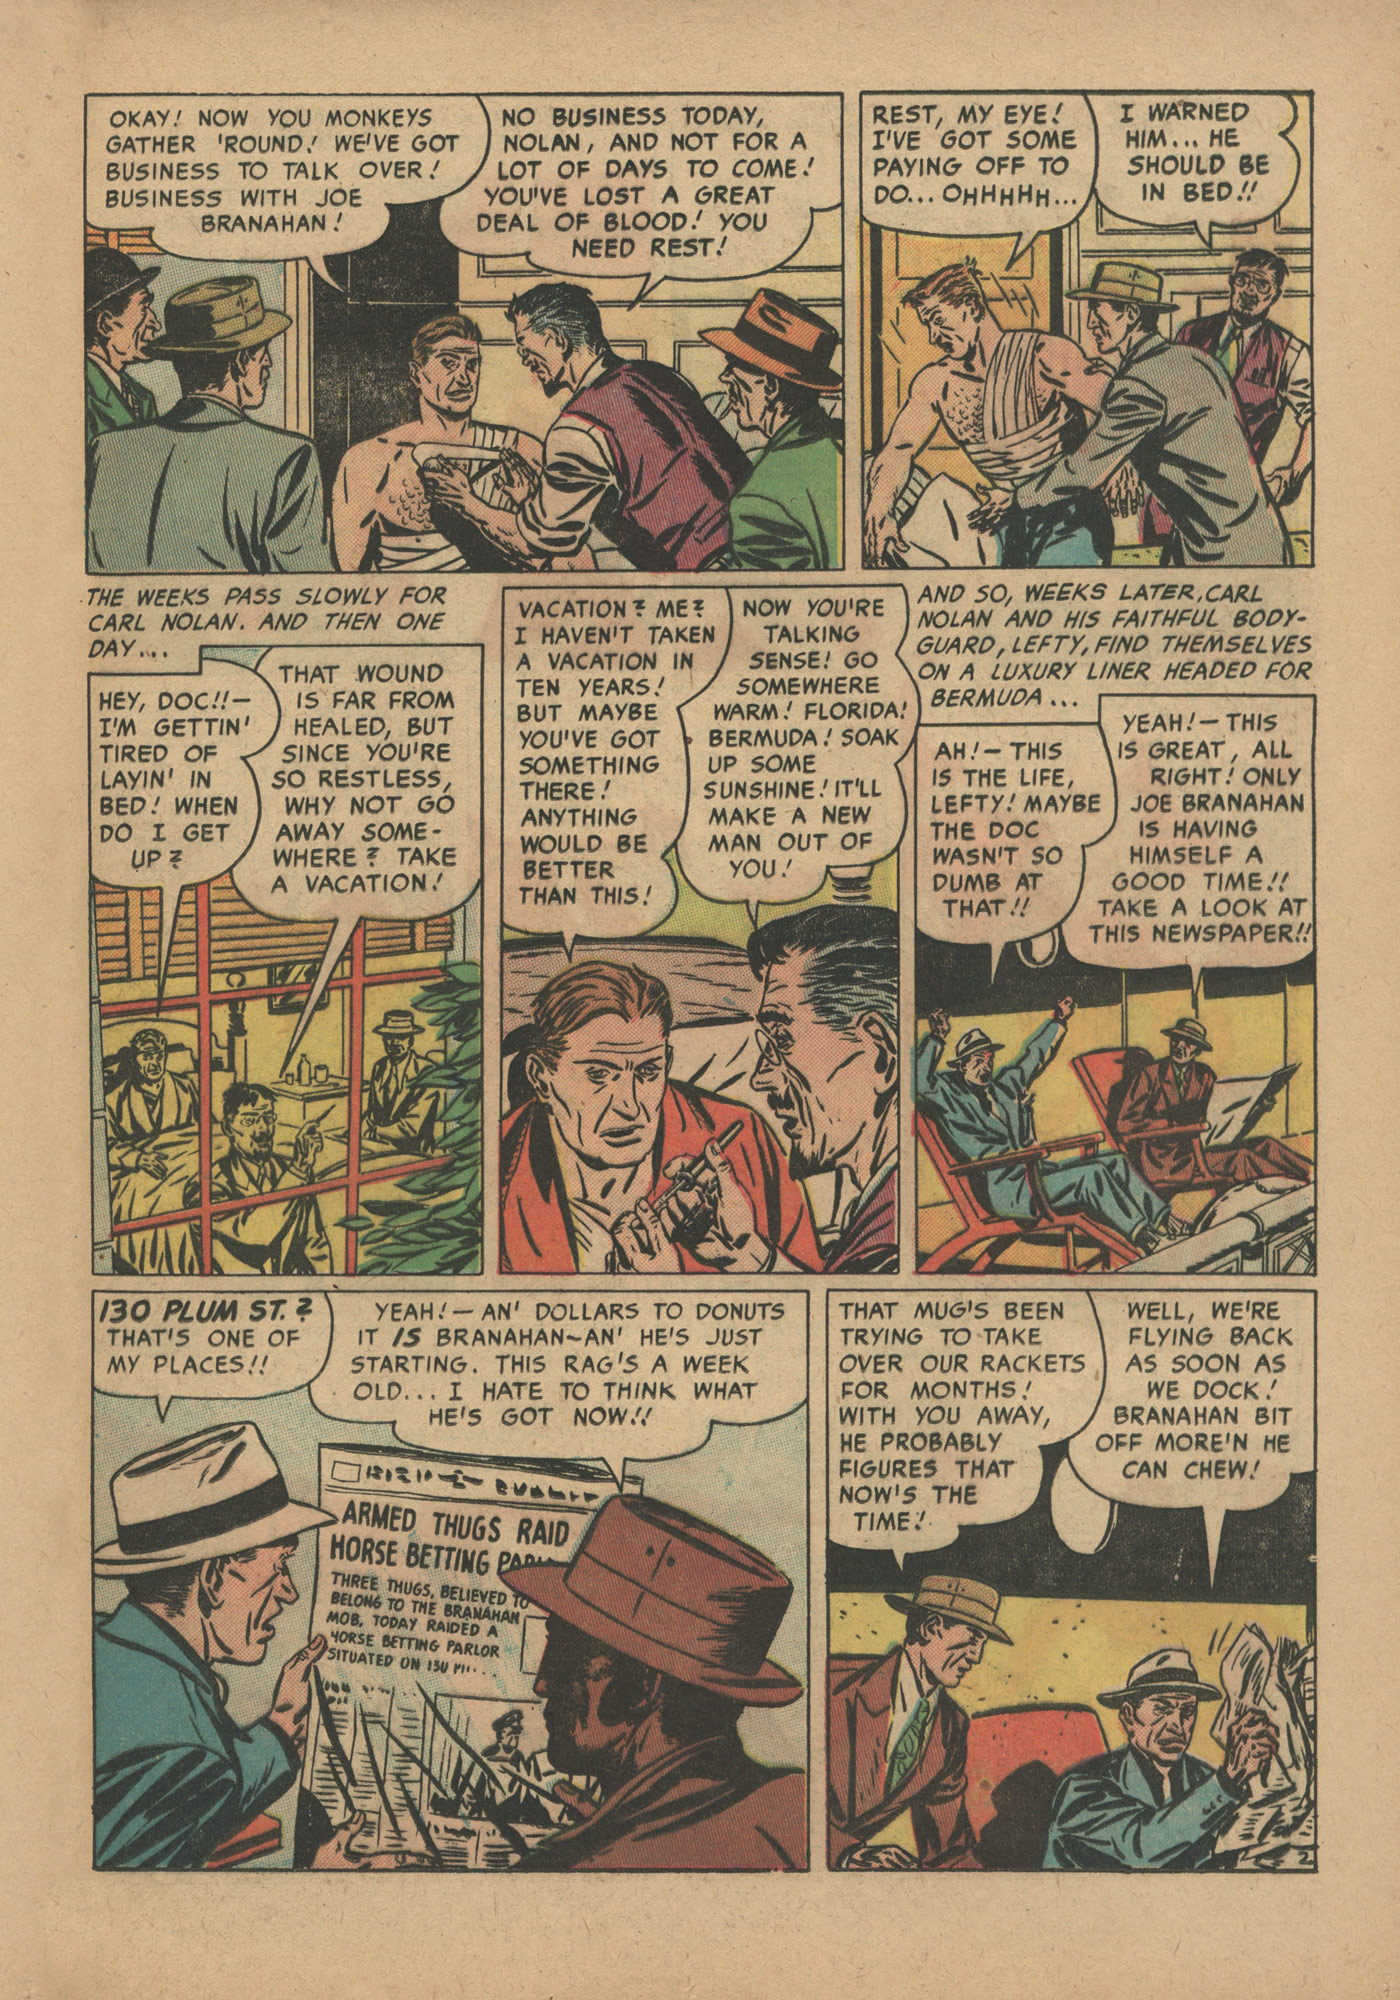 OKAY! NOW YOU MONKEYS
GATHER 'ROUND! WE'VE GOT
BUSINESS TO TALK OVER!
BUSINESS WITH JOE
BRANAHAN!
NO BUSINESS TODAY,
NOLAN, AND NOT FOR A
LOT OF DAYS TO COME!
YOU'VE LOST A GREAT
DEAL OF BLOOD! YOU
NEED REST!
REST, MY EYE!
I'VE GOT SOME
PAYING OFF TO
DO... OHHHHH...
I WARNED
HIM... HE
SHOULD BE
IN BED!!
THE WEEKS PASS SLOWLY FOR
CARL NOLAN. AND THEN ONE
DAY...
HEY, DOC!!-
I'M GETTIN'
TIRED OF
LAYIN' IN
BED! WHEN
DO I GET
UP?
THAT WOUND
IS FAR FROM
HEALED, BUT
SINCE YOU'RE
SO RESTLESS,
WHY NOT GO
AWAY SOME-
WHERE? TAKE
A VACATION!
VACATION? ME?
I HAVEN'T TAKEN
A VACATION IN
TEN YEARS!
BUT MAYBE
YOU'VE GOT
SOMETHING
THERE!
ANYTHING
WOULD BE
BETTER
THAN THIS!
NOW YOU'RE
TALKING
SENSE! GO
SOMEWHERE
WARM! FLORIDA!
BERMUDA! SOAK
UP SOME
SUNSHINE! IT'LL
MAKE A NEW
MAN OUT OF
YOU!
AND SO, WEEKS LATER, CARL
NOLAN AND HIS FAITHFUL BODY-
GUARD, LEFTY, FIND THEMSELVES
ON A LUXURY LINER HEADED FOR
BERMUDA...
AH!- THIS
IS THE LIFE,
LEFTY! MAYBE
THE DOC
WASN'T SO
DUMB AT
THAT!!
YEAH!- THIS
IS GREAT, ALL
RIGHT! ONLY
JOE BRANAHAN
IS HAVING
HIMSELF A
GOOD TIME!!
TAKE A LOOK AT
THIS NEWSPAPER!!
130 PLUM ST.?
THAT'S ONE OF
MY PLACES!!
YEAH!- AN' DOLLARS TO DONUTS
IT IS BRANAHAN-AN' HE'S JUST
STARTING. THIS RAG'S A WEEK
OLD... I HATE TO THINK WHAT
HE'S GOT NOW!!
ARMED THUGS RAID
HORSE BETTING
THREE THUGS, BELIEVED TO
BELONG TO THE BRANAHAN
MOB, TODAY RAIDED A
HORSE BETTING PARLOR
SITUATED ON 130
THAT MUG'S BEEN
TRYING TO TAKE
OVER OUR RACKETS
FOR MONTHS!
WITH YOU AWAY,
HE PROBABLY
FIGURES THAT
NOW'S THE
TIME!
WELL, WE'RE
FLYING BACK
AS SOON AS
WE DOCK!
BRANAHAN BIT
OFF MORE'N HE
CAN CHEW!
2